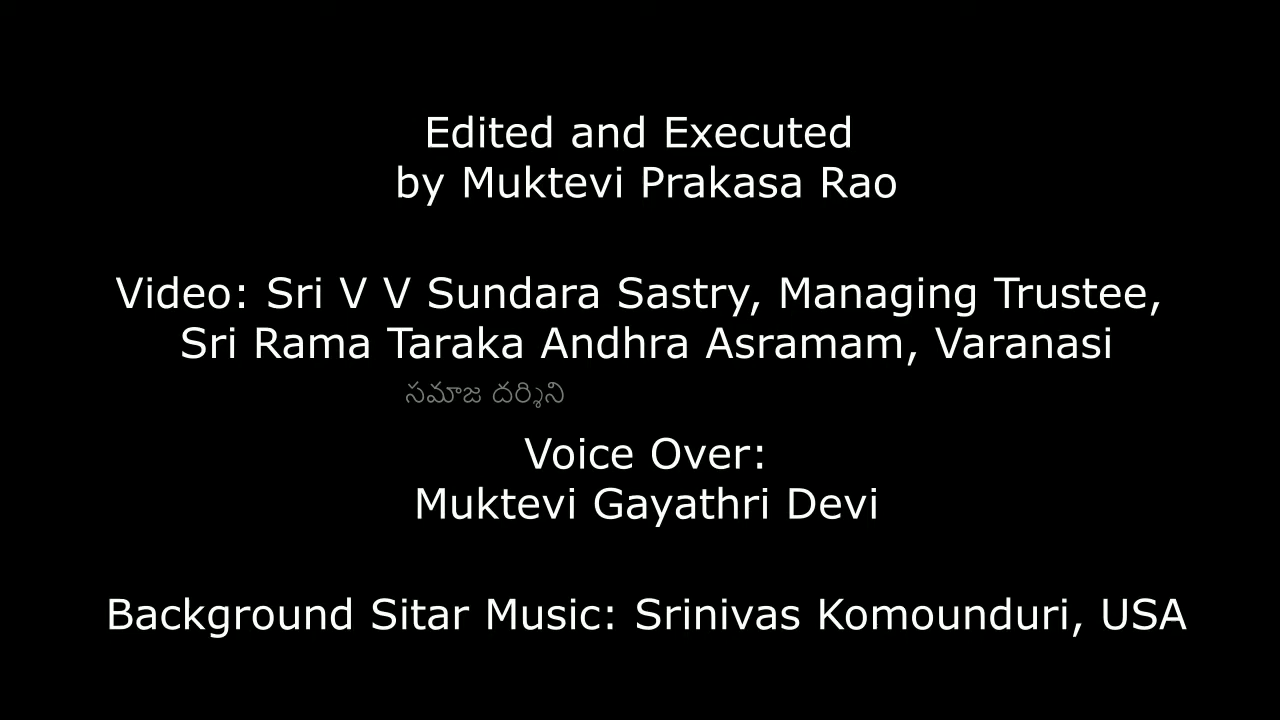 Edited and Executed
by Muktevi Prakasa Rao
Video: Sri V V Sundara Sastry, Managing Trustee,
Sri Rama Taraka Andhra Asramam, Varanasi
సమాజ దర్శిని
Voice Over:
Muktevi Gayathri Devi
Background Sitar Music: Srinivas Komounduri, USA